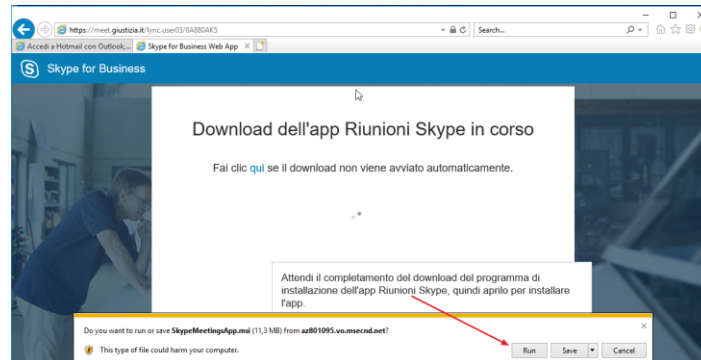 https://meet.giustizia.it/lync.user03/8A880AK5
Search...
Accedi a Hotmail con Outlook,...
Skype for Business Web App
Skype for Business
Download dell'app Riunioni Skype in corso
Fai clic qui se il download non viene avviato automaticamente.
Attendi il completamento del download del programma di
installazione dell'app Riunioni Skype, quindi aprilo per installare
l'app.
Do you want to run or save SkypeMeetingsApp.msi (11,3 MB) from az801095.vo.msecnd.net?
This type of file could harm your computer.
Run Save Cancel